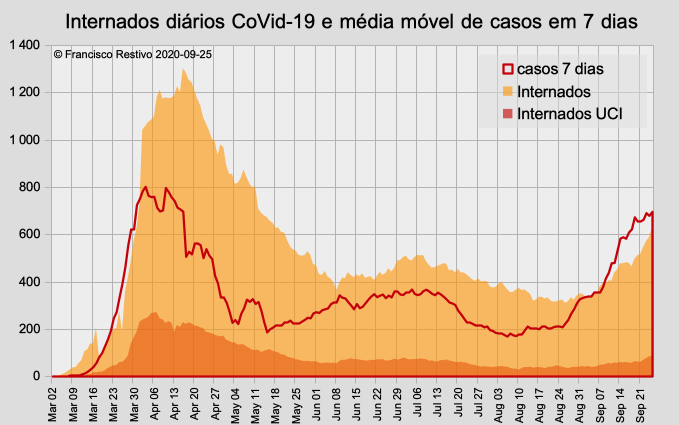 Internados diários CoVid-19 e média móvel de casos em 7 dias
© Francisco Restivo 2020-09-25
casos 7 dias
Internados
Internados UCI
1 400
1 200
1 000
800
600
400
200
0
Mar 02
Mar 09
Mar 16
Mar 23
Mar 30
Apr 06
Apr 13
Apr 20
Apr 27
May 04
May 11
May 18
May 25
Jun 01
Jun 08
Jun 15
Jun 22
Jun 29
Jul 06
Jul 13
Jul 20
Jul 27
Aug 03
Aug 10
Aug 17
Aug 24
Aug 31
Sep 07
Sep 14
Sep 21